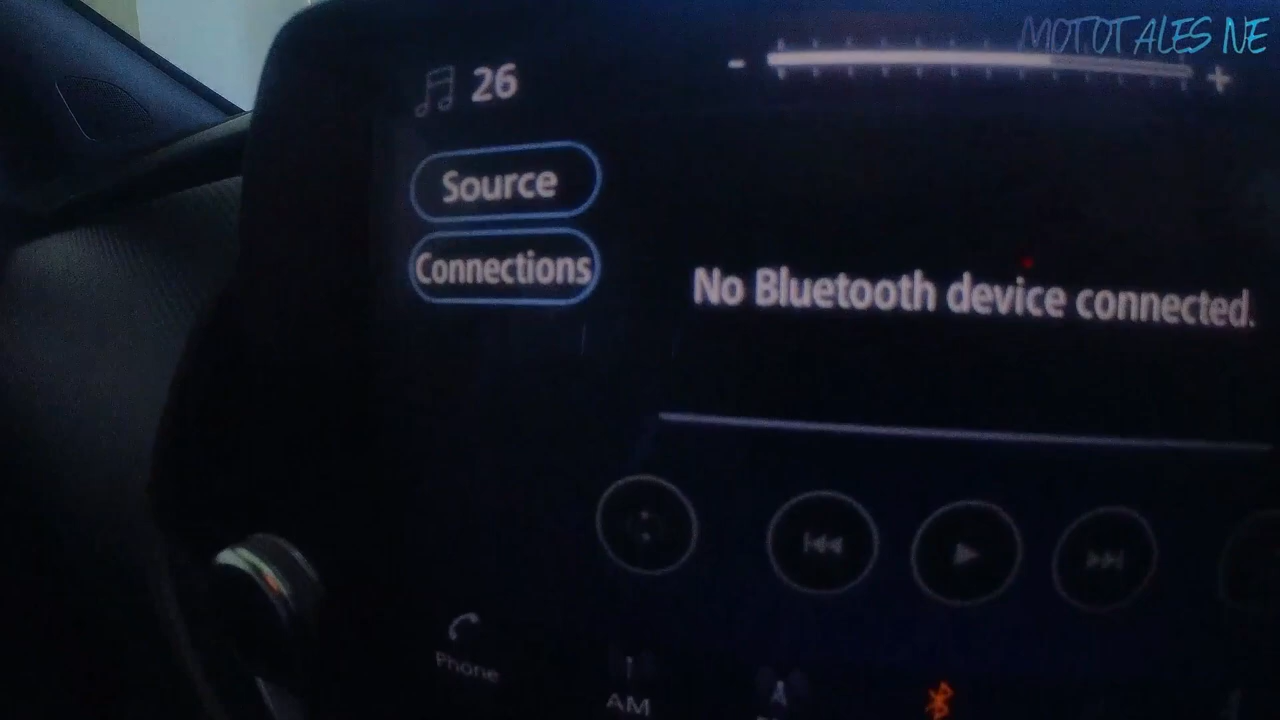 MOTOTALES NE
26
- +
Source
Connections
No Bluetooth device connected.
Phone
AM